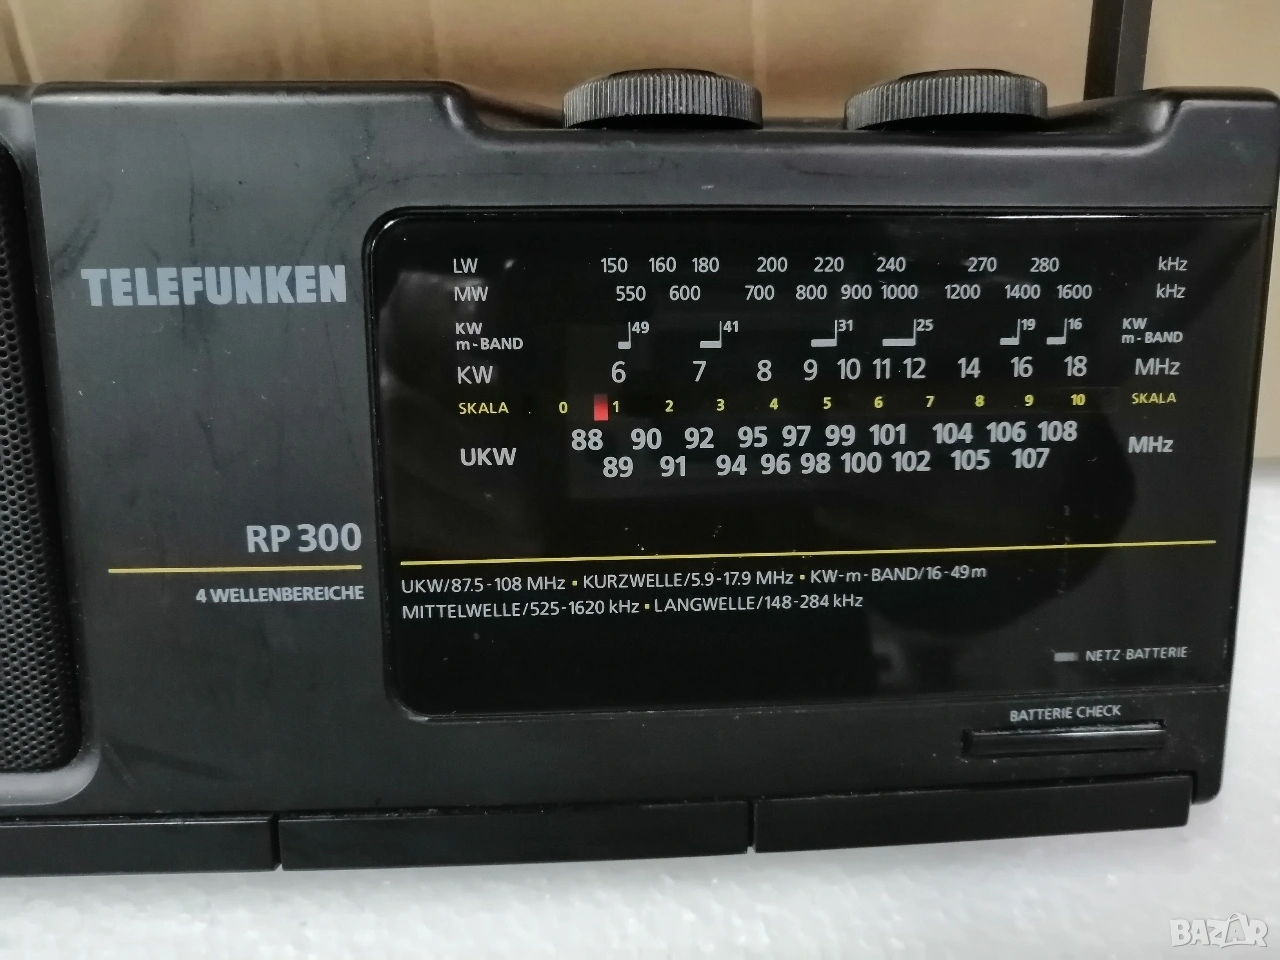 TELEFUNKEN
RP 300
4 WELLENBEREICHE
LW 150 160 180 200 220 240 270 280 kHz
MW 550 600 700 800 900 1000 1200 1400 1600 kHz
KW m-BAND 49 41 31 25 19 16 KW m-BAND
KW 6 7 8 9 10 11 12 14 16 18 MHz
SKALA 0 1 2 3 4 5 6 7 8 9 10 SKALA
UKW 88 90 92 95 97 99 101 104 106 108 MHz
89 91 94 96 98 100 102 105 107
UKW/87.5-108 MHz ▪ KURZWELLE/5.9-17.9 MHz ▪ KW-m-BAND/16-49m
MITTELWELLE/525-1620 kHz ▪ LANGWELLE/148-284 kHz
NETZ-BATTERIE
BATTERIE CHECK
BAZAR